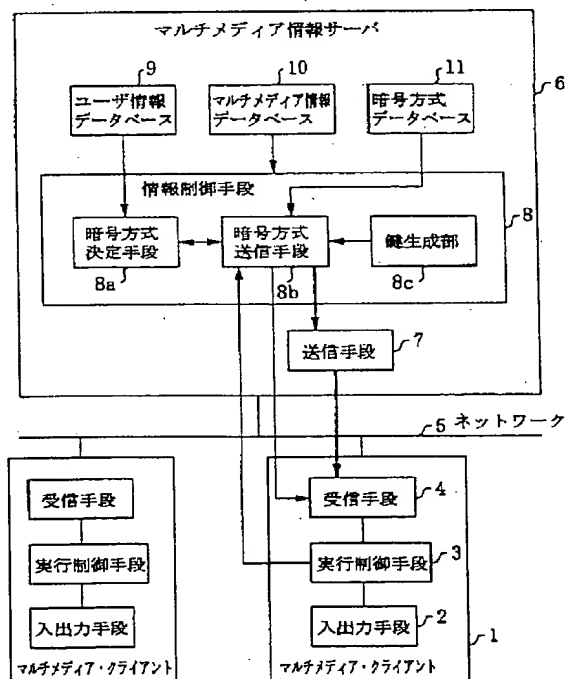 マルチメディア情報サーバ
9
10
11
6
ユーザ情報
データベース
マルチメディア情報
データベース
暗号方式
データベース
情報制御手段
8
暗号方式
決定手段
暗号方式
送信手段
鍵生成部
8a
8b
8c
送信手段
7
5 ネットワーク
受信手段
受信手段
4
実行制御手段
実行制御手段
3
入出力手段
入出力手段
2
1
マルチメディア・クライアント
マルチメディア・クライアント